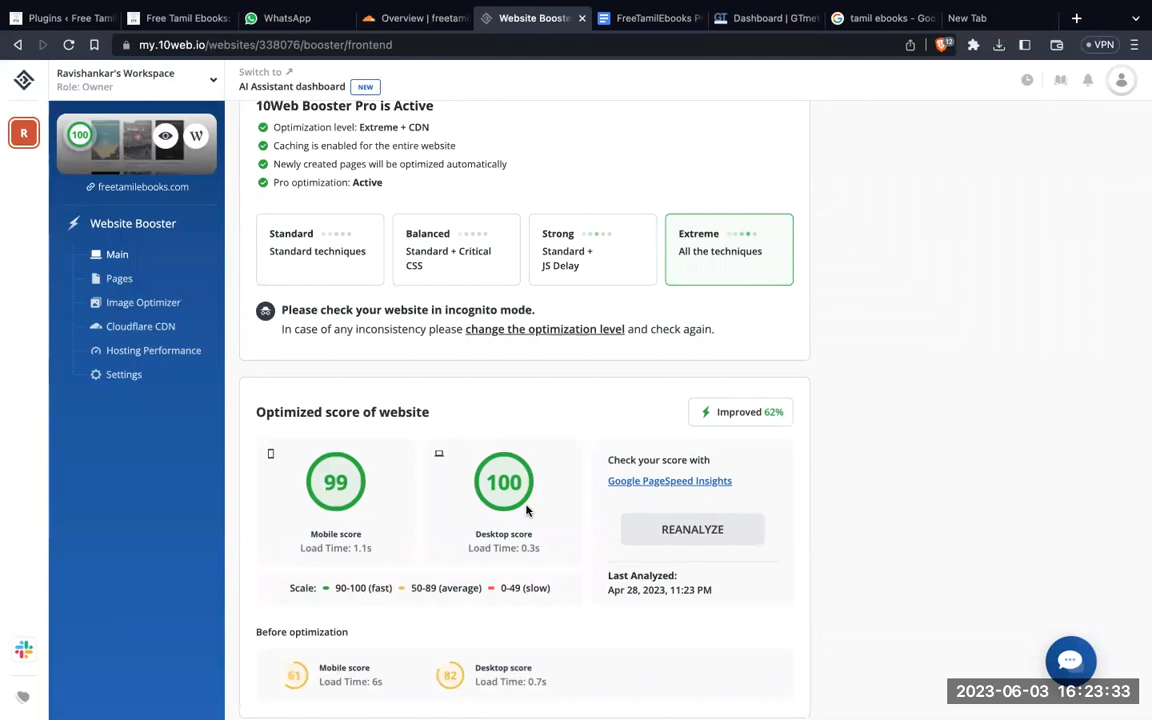 Plugins ‹ Free Tamil
Free Tamil Ebooks:
WhatsApp
Overview | freetami
Website Booste
FreeTamilEbooks P
Dashboard | GTmet
tamil ebooks - Goo
New Tab
my.10web.io/websites/338076/booster/frontend
12
VPN
Ravishankar's Workspace
Role: Owner
Switch to ↗
AI Assistant dashboard NEW
R
100
W
freetamilebooks.com
Website Booster
Main
Pages
Image Optimizer
Cloudflare CDN
Hosting Performance
Settings
10Web Booster Pro is Active
Optimization level: Extreme + CDN
Caching is enabled for the entire website
Newly created pages will be optimized automatically
Pro optimization: Active
Standard
Standard techniques
Balanced
Standard + Critical
CSS
Strong
Standard +
JS Delay
Extreme
All the techniques
Please check your website in incognito mode.
In case of any inconsistency please change the optimization level and check again.
Optimized score of website
Improved 62%
99
Mobile score
Load Time: 1.1s
100
Desktop score
Load Time: 0.3s
Scale: 90-100 (fast) 50-89 (average) 0-49 (slow)
Check your score with
Google PageSpeed Insights
REANALYZE
Last Analyzed:
Apr 28, 2023, 11:23 PM
Before optimization
61
Mobile score
Load Time: 6s
82
Desktop score
Load Time: 0.7s
2023-06-03 16:23:33